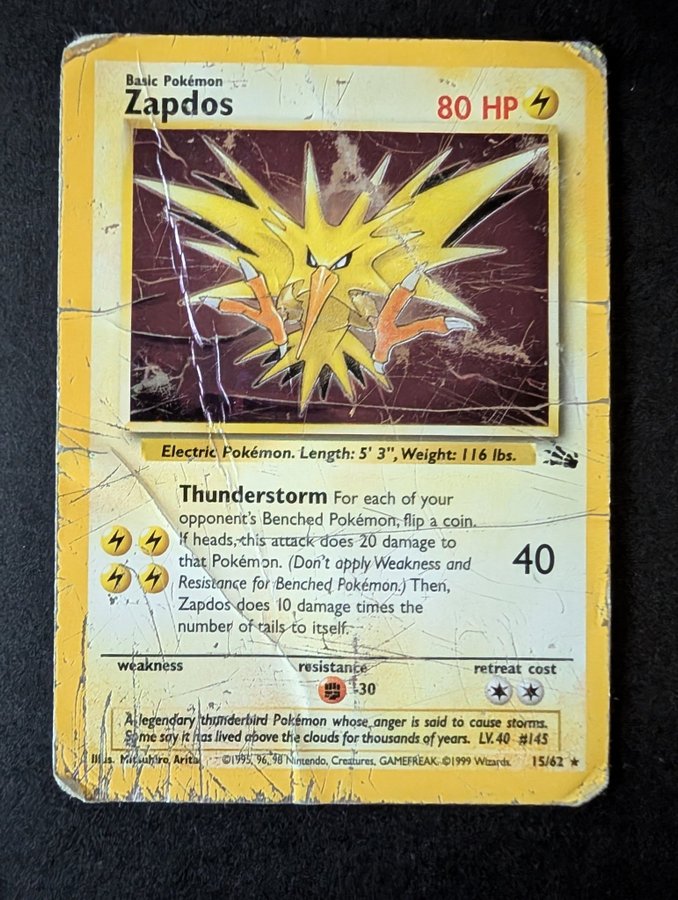 Basic Pokémon
Zapdos
80 HP
Electric Pokémon. Length: 5' 3", Weight: 116 lbs.
Thunderstorm For each of your
opponent's Benched Pokémon, flip a coin.
If heads, this attack does 20 damage to
that Pokémon. (Don't apply Weakness and
Resistance for Benched Pokémon.) Then,
Zapdos does 10 damage times the
number of tails to itself.
40
weakness
resistance
retreat cost
-30
A legendary thunderbird Pokémon whose anger is said to cause storms.
Some say it has lived above the clouds for thousands of years. LV. 40 #145
Illus. Mitsuhiro Arita
©1995, 96, 98 Nintendo, Creatures, GAMEFREAK. ©1999 Wizards.
15/62 ★